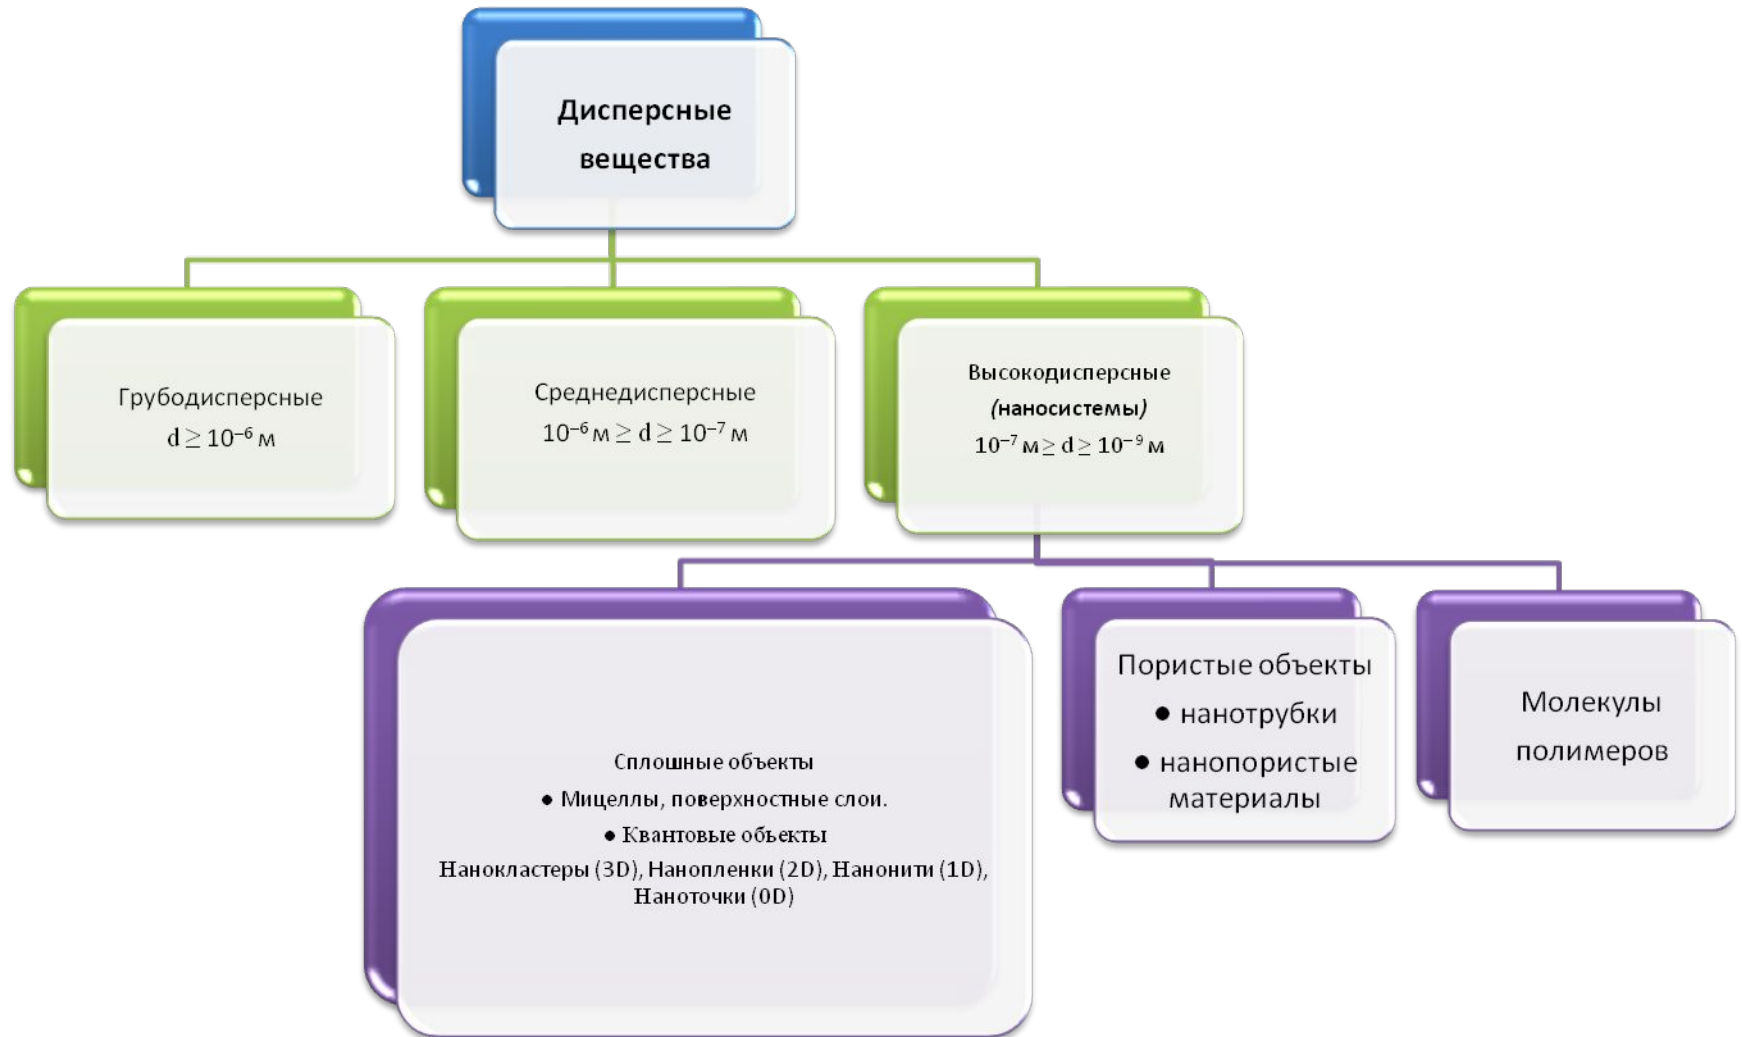 Дисперсные
вещества
Грубодисперсные
d ≥ 10⁻⁶ м
Среднедисперсные
10⁻⁶ м ≥ d ≥ 10⁻⁷ м
Высокодисперсные
(наносистемы)
10⁻⁷ м ≥ d ≥ 10⁻⁹ м
Сплошные объекты
● Мицеллы, поверхностные слои.
● Квантовые объекты
Нанокластеры (3D), Нанопленки (2D), Нанонити (1D),
Наноточки (0D)
Пористые объекты
● нанотрубки
● нанопористые
материалы
Молекулы
полимеров